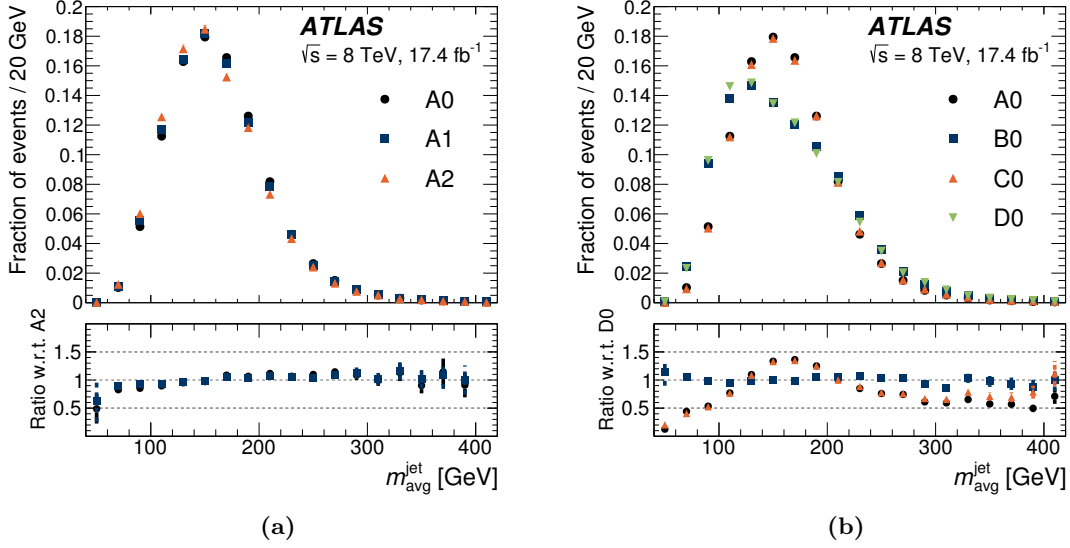 Fraction of events / 20 GeV
0.18
0.16
0.14
0.12
0.1
0.08
0.06
0.04
0.02
0
ATLAS
√s = 8 TeV, 17.4 fb-1
A0
A1
A2
Ratio w.r.t. A2
1.5
1
0.5
100 200 300 400
m_avg^jet [GeV]
(a)
Fraction of events / 20 GeV
0.18
0.16
0.14
0.12
0.1
0.08
0.06
0.04
0.02
0
ATLAS
√s = 8 TeV, 17.4 fb-1
A0
B0
C0
D0
Ratio w.r.t. D0
1.5
1
0.5
100 200 300 400
m_avg^jet [GeV]
(b)